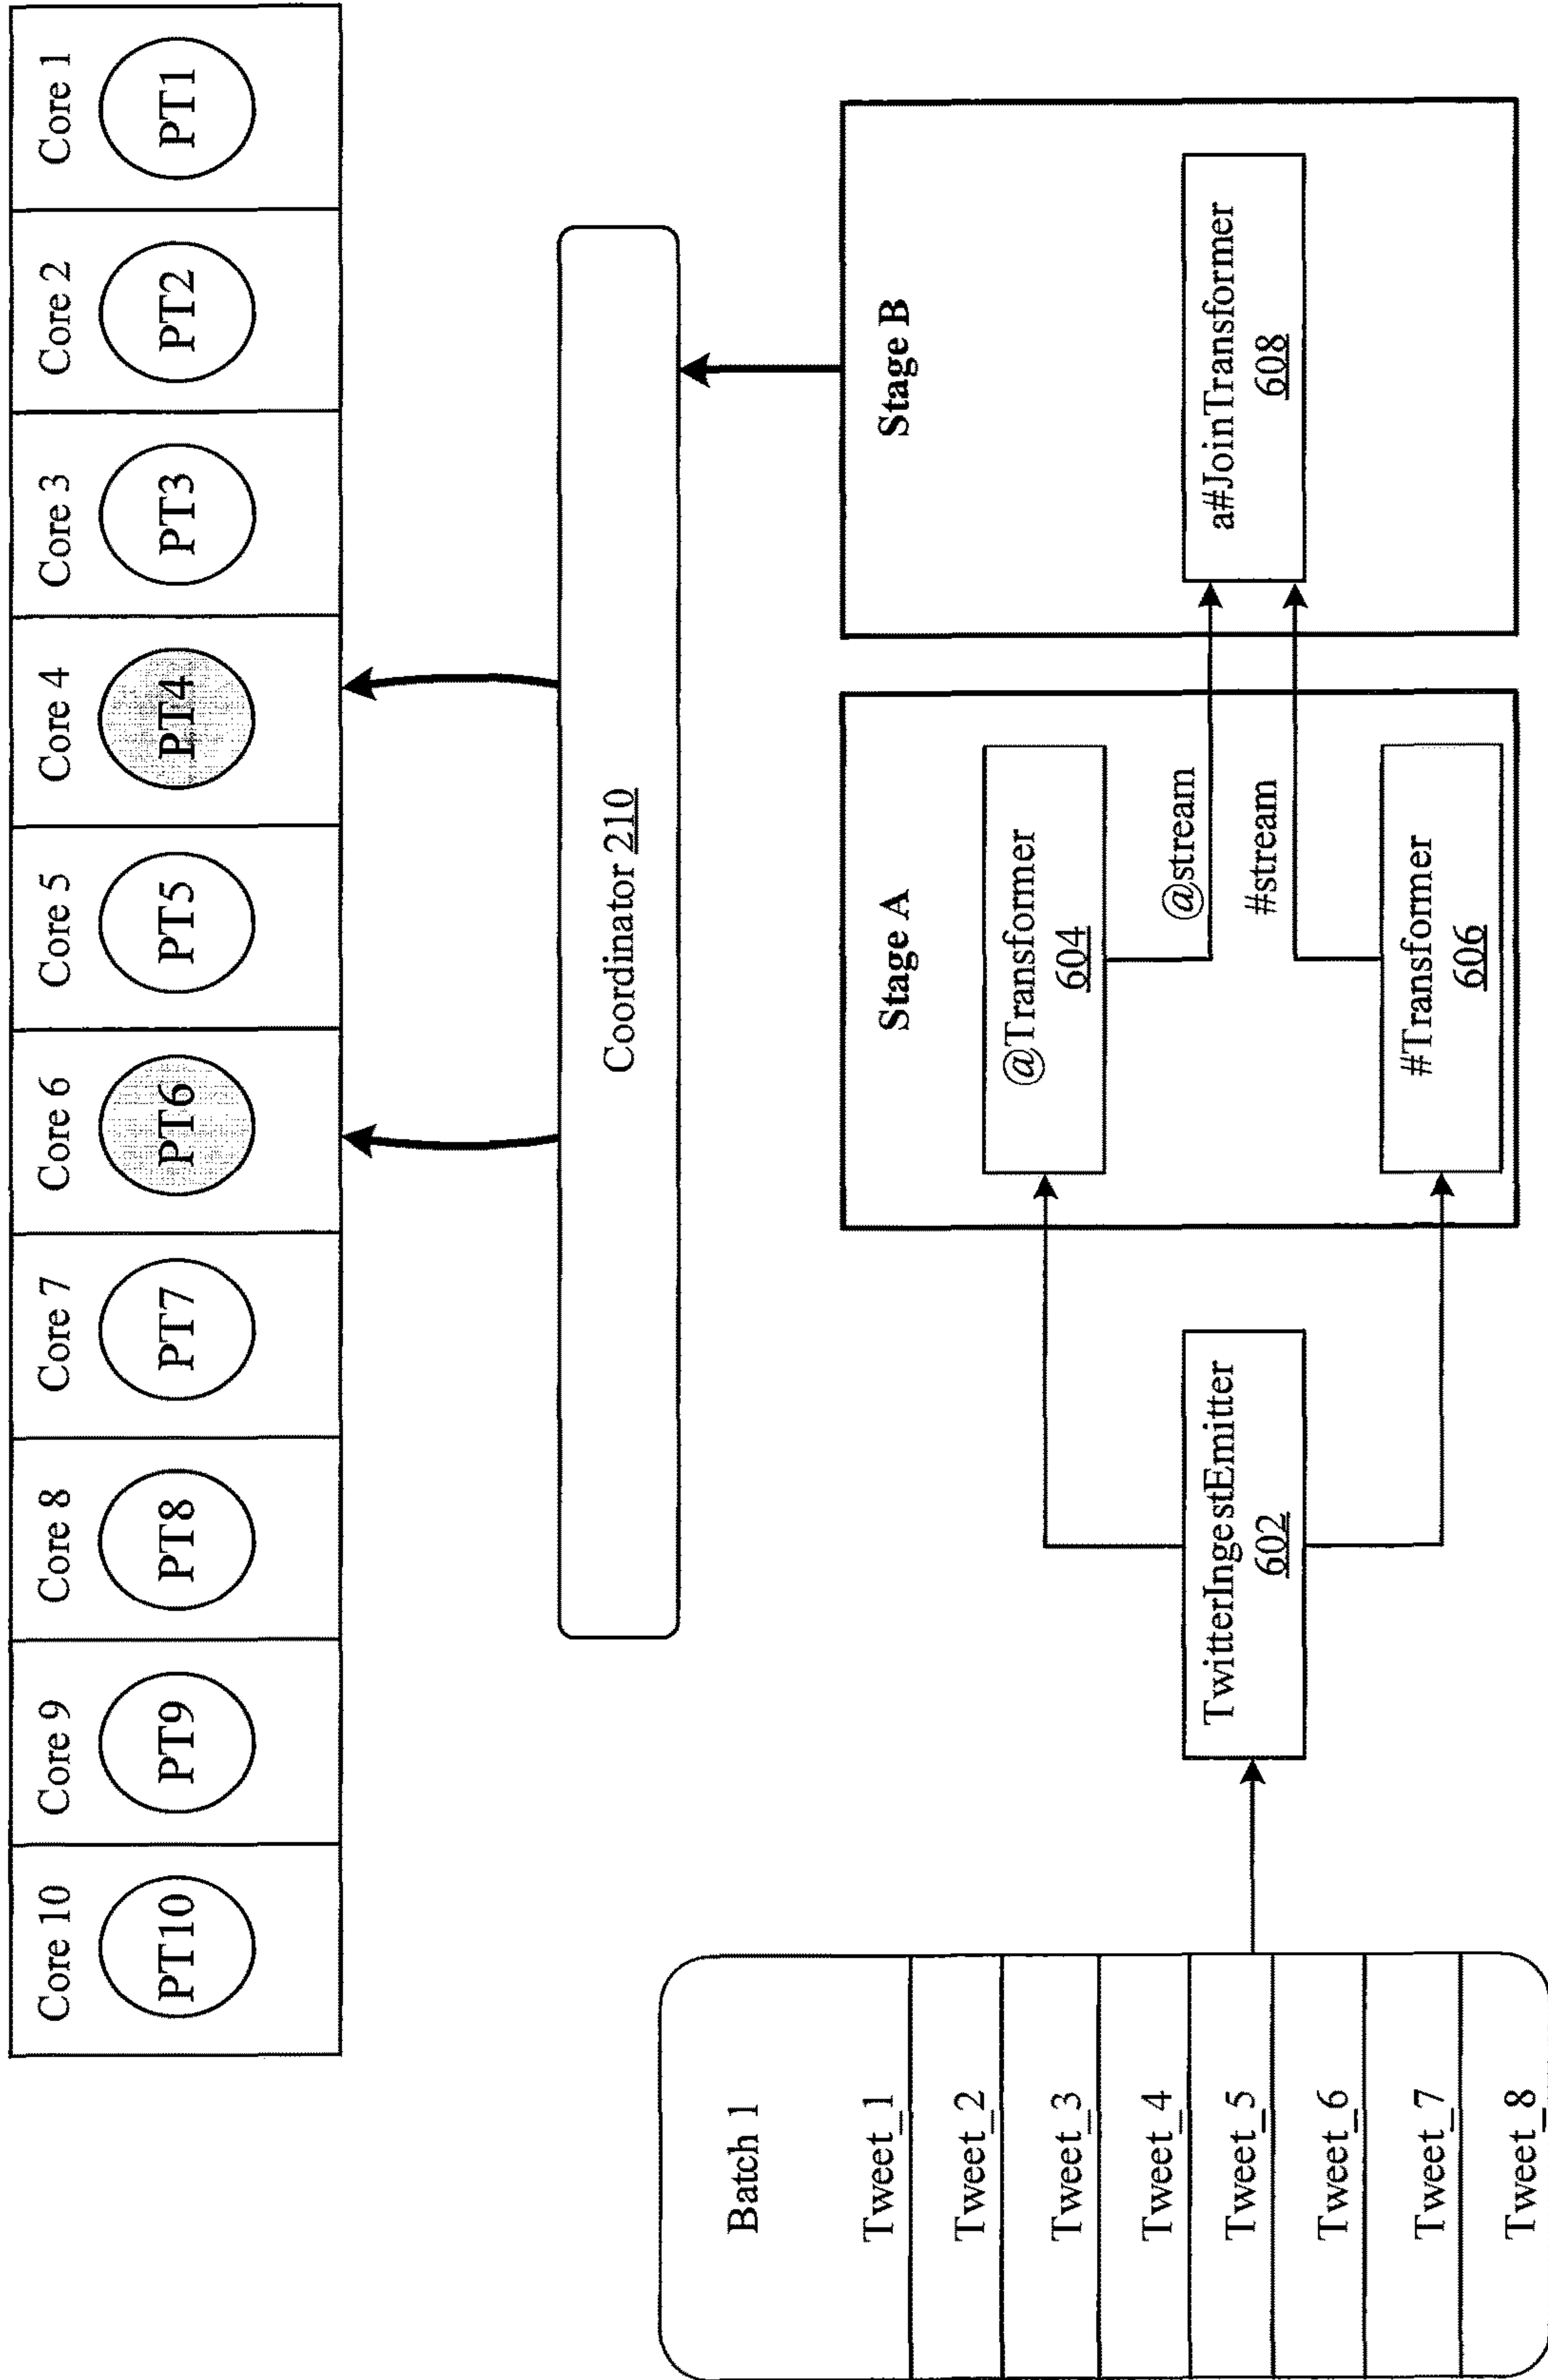 Core 10
Core 9
Core 8
Core 7
Core 6
Core 5
Core 4
Core 3
Core 2
Core 1
PT10
PT9
PT8
PT7
PT6
PT5
PT4
PT3
PT2
PT1
Coordinator 210
Batch 1
Tweet_1
Tweet_2
Tweet_3
Tweet_4
Tweet_5
Tweet_6
Tweet_7
Tweet_8
TwitterIngestEmitter
602
Stage A
@Transformer
604
@stream
#stream
#Transformer
606
Stage B
a#JoinTransformer
608